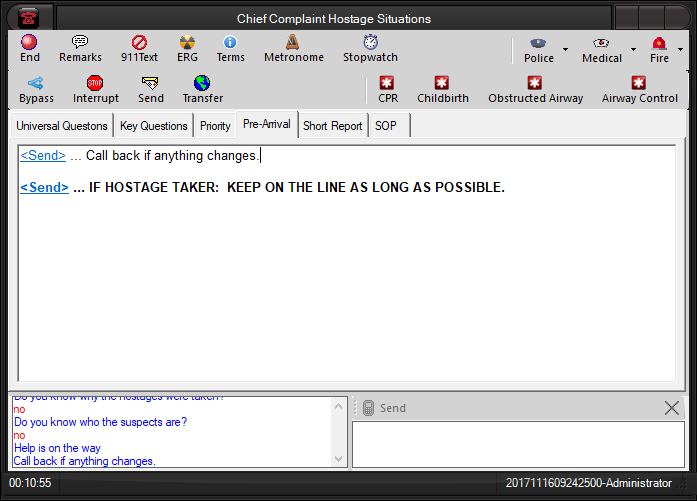 Chief Complaint Hostage Situations
End Remarks 911Text ERG Terms Metronome Stopwatch Police Medical Fire
STOP
Bypass Interrupt Send Transfer CPR Childbirth Obstructed Airway Airway Control
Universal Questons Key Questions Priority Pre-Arrival Short Report SOP
<Send> ... Call back if anything changes.
<Send> ... IF HOSTAGE TAKER: KEEP ON THE LINE AS LONG AS POSSIBLE.
Do you know why the hostages were taken?
no
Do you know who the suspects are?
no
Help is on the way
Call back if anything changes.
Send
00:10:55 2017111609242500-Administrator